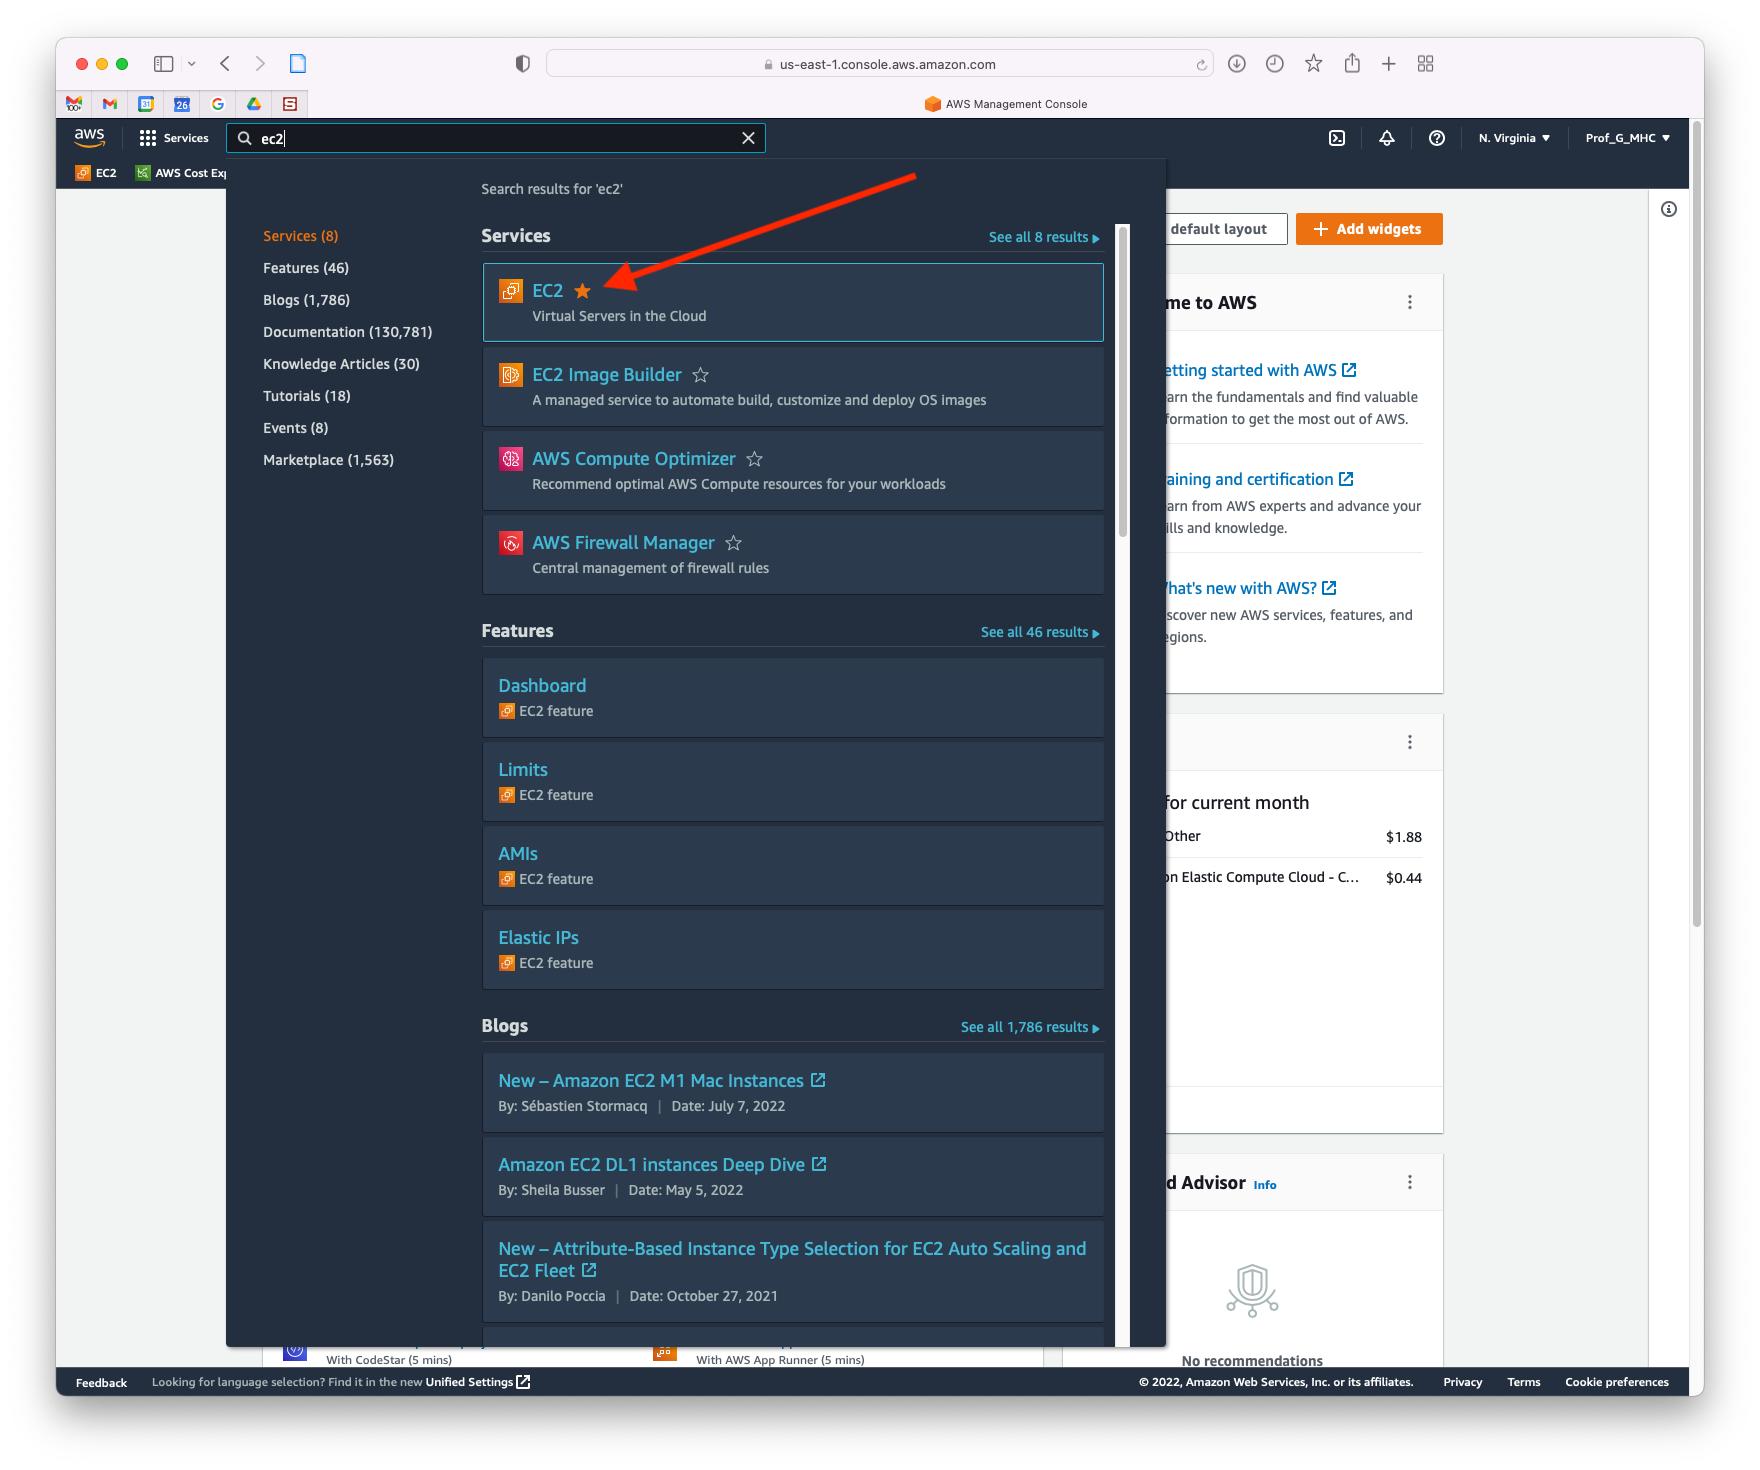 us-east-1.console.aws.amazon.com
31
26
AWS Management Console
aws
Services
ec2
N. Virginia
Prof_G_MHC
EC2
AWS Cost Exp
Search results for 'ec2'
Services (8)
Features (46)
Blogs (1,786)
Documentation (130,781)
Knowledge Articles (30)
Tutorials (18)
Events (8)
Marketplace (1,563)
Services
See all 8 results
EC2
Virtual Servers in the Cloud
EC2 Image Builder
A managed service to automate build, customize and deploy OS images
AWS Compute Optimizer
Recommend optimal AWS Compute resources for your workloads
AWS Firewall Manager
Central management of firewall rules
Features
See all 46 results
Dashboard
EC2 feature
Limits
EC2 feature
AMIs
EC2 feature
Elastic IPs
EC2 feature
Blogs
See all 1,786 results
New – Amazon EC2 M1 Mac Instances
By: Sébastien Stormacq | Date: July 7, 2022
Amazon EC2 DL1 instances Deep Dive
By: Sheila Busser | Date: May 5, 2022
New – Attribute-Based Instance Type Selection for EC2 Auto Scaling and
EC2 Fleet
By: Danilo Poccia | Date: October 27, 2021
default layout
Add widgets
me to AWS
etting started with AWS
arn the fundamentals and find valuable
formation to get the most out of AWS.
aining and certification
arn from AWS experts and advance your
ills and knowledge.
hat's new with AWS?
scover new AWS services, features, and
egions.
for current month
Other $1.88
on Elastic Compute Cloud - C... $0.44
d Advisor Info
No recommendations
With CodeStar (5 mins)
With AWS App Runner (5 mins)
Feedback
Looking for language selection? Find it in the new Unified Settings
© 2022, Amazon Web Services, Inc. or its affiliates.
Privacy
Terms
Cookie preferences